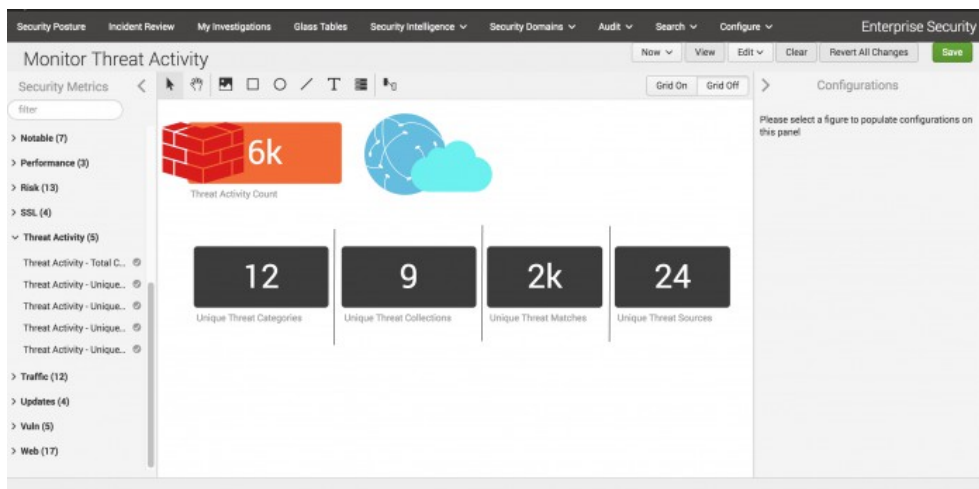 Security Posture Incident Review My Investigations Glass Tables Security Intelligence Security Domains Audit Search Configure Enterprise Security
Monitor Threat Activity
Now View Edit Clear Revert All Changes Save
Security Metrics
T
Grid On Grid Off
Configurations
filter
Please select a figure to populate configurations on
this panel
> Notable (7)
> Performance (3)
> Risk (13)
> SSL (4)
Threat Activity (5)
Threat Activity - Total C...
Threat Activity - Unique...
Threat Activity - Unique...
Threat Activity - Unique...
Threat Activity - Unique...
> Traffic (12)
> Updates (4)
> Vuln (5)
> Web (17)
6k
Threat Activity Count
12 9 2k 24
Unique Threat Categories Unique Threat Collections Unique Threat Matches Unique Threat Sources